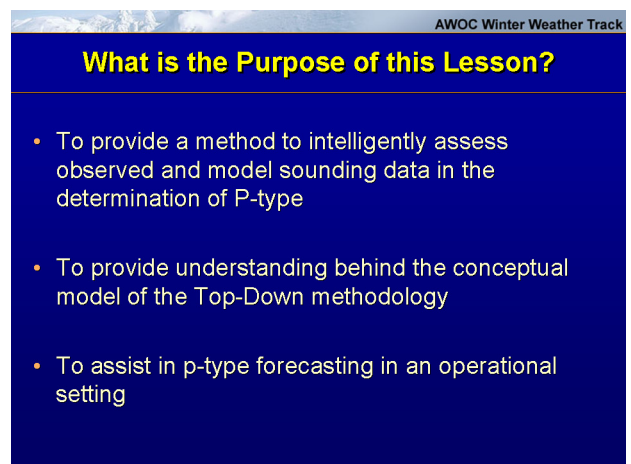 AWOC Winter Weather Track
What is the Purpose of this Lesson?
• To provide a method to intelligently assess
observed and model sounding data in the
determination of P-type
• To provide understanding behind the conceptual
model of the Top-Down methodology
• To assist in p-type forecasting in an operational
setting